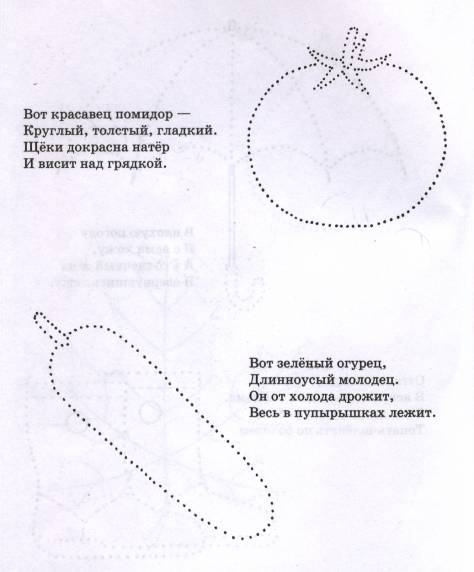 Вот красавец помидор —
Круглый, толстый, гладкий.
Щёки докрасна натёр
И висит над грядкой.
Вот зелёный огурец,
Длинноусый молодец.
Он от холода дрожит,
Весь в пупырышках лежит.